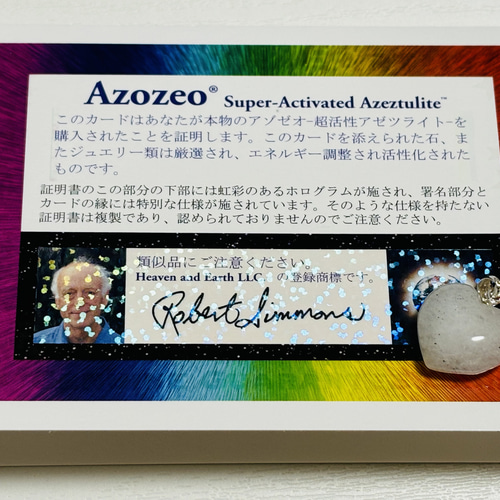 Azozeo® Super-Activated Azeztulite™
このカードはあなたが本物のアゾゼオ-超活性アゼツライト-を
購入されたことを証明します。このカードを添えられた石、ま
たジュエリー類は厳選され、エネルギー調整され活性化された
ものです。
証明書のこの部分の下部には虹彩のあるホログラムが施され、署名部分と
カードの縁には特別な仕様が施されています。そのような仕様を持たない
証明書は複製であり、認められておりませんのでご注意ください。
類似品にご注意ください。
Heaven and Earth LLC の登録商標です。
Robert Simmons